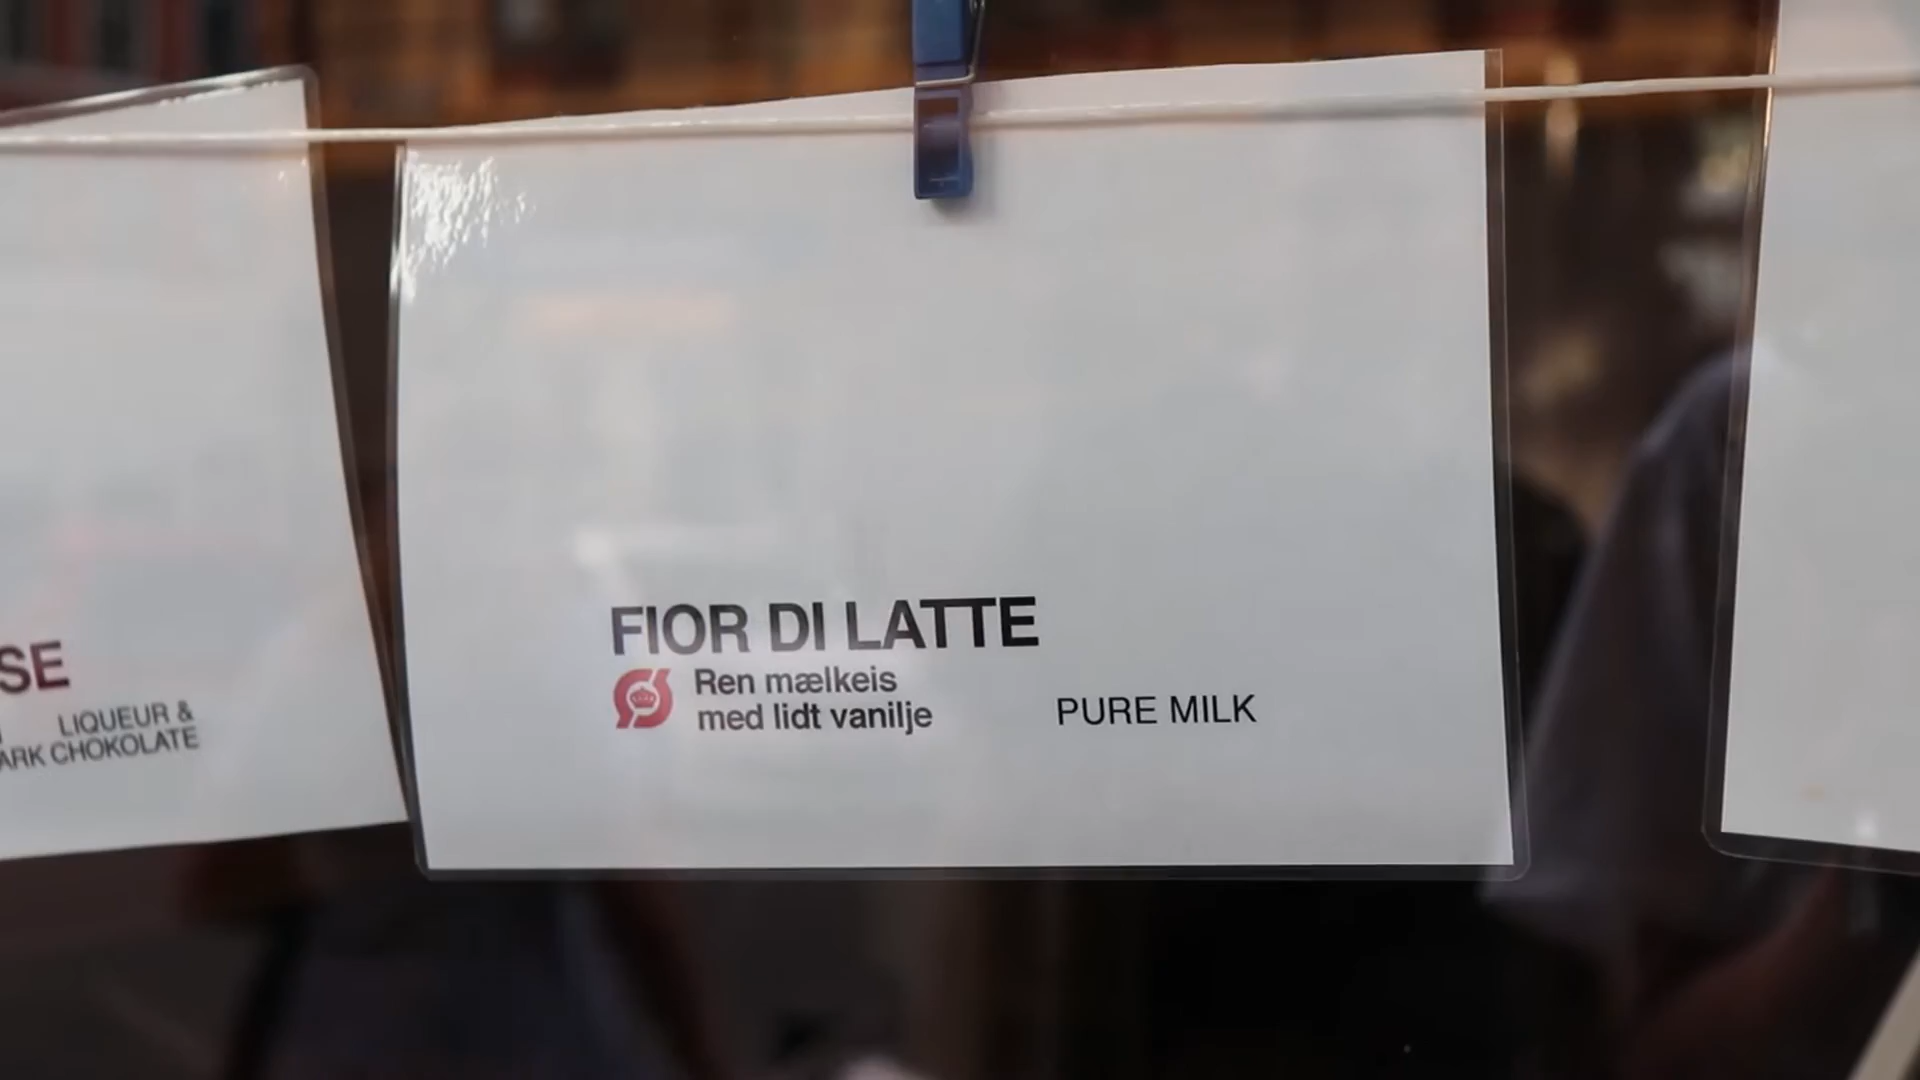 SE
LIQUEUR &
ARK CHOKOLATE
FIOR DI LATTE
Ren mælkeis
med lidt vanilje
PURE MILK